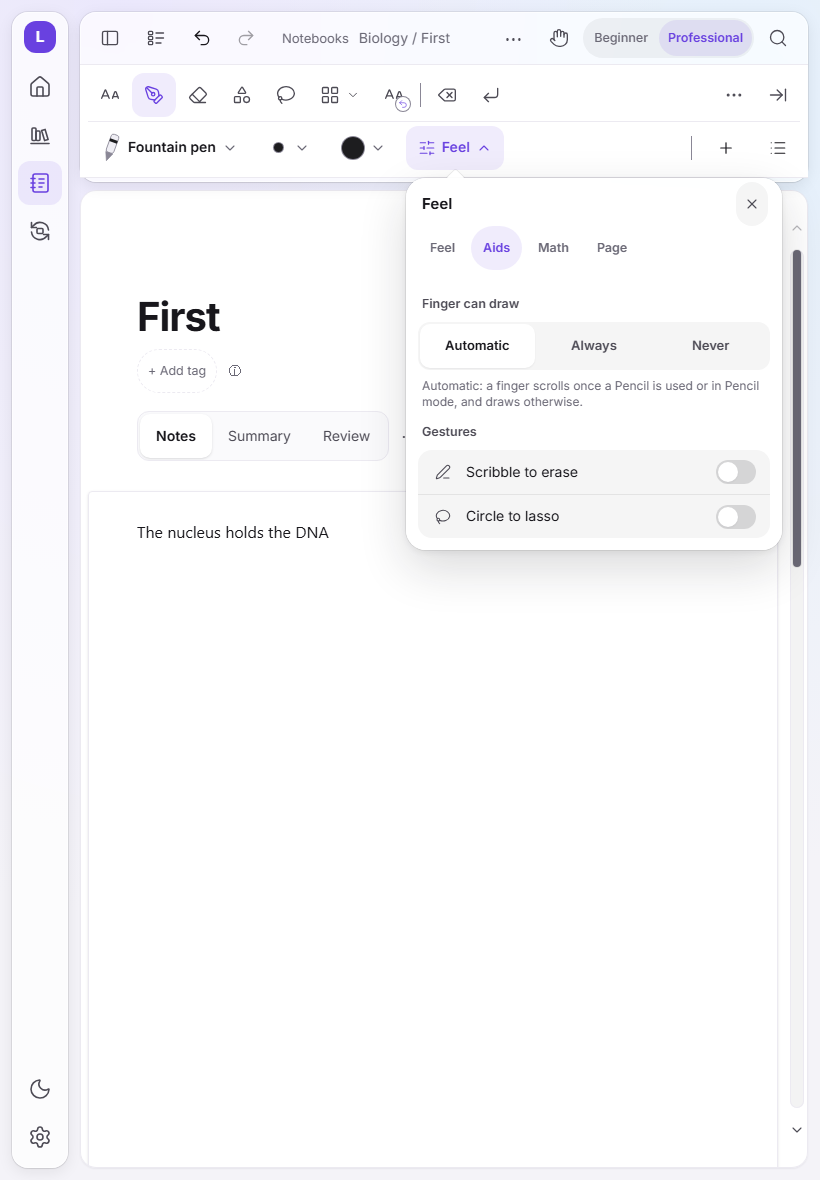 L
Notebooks Biology / First
Beginner Professional
Fountain pen
Feel
Feel
Feel Aids Math Page
Finger can draw
Automatic Always Never
Automatic: a finger scrolls once a Pencil is used or in Pencil
mode, and draws otherwise.
Gestures
Scribble to erase
Circle to lasso
First
+ Add tag
Notes Summary Review
The nucleus holds the DNA